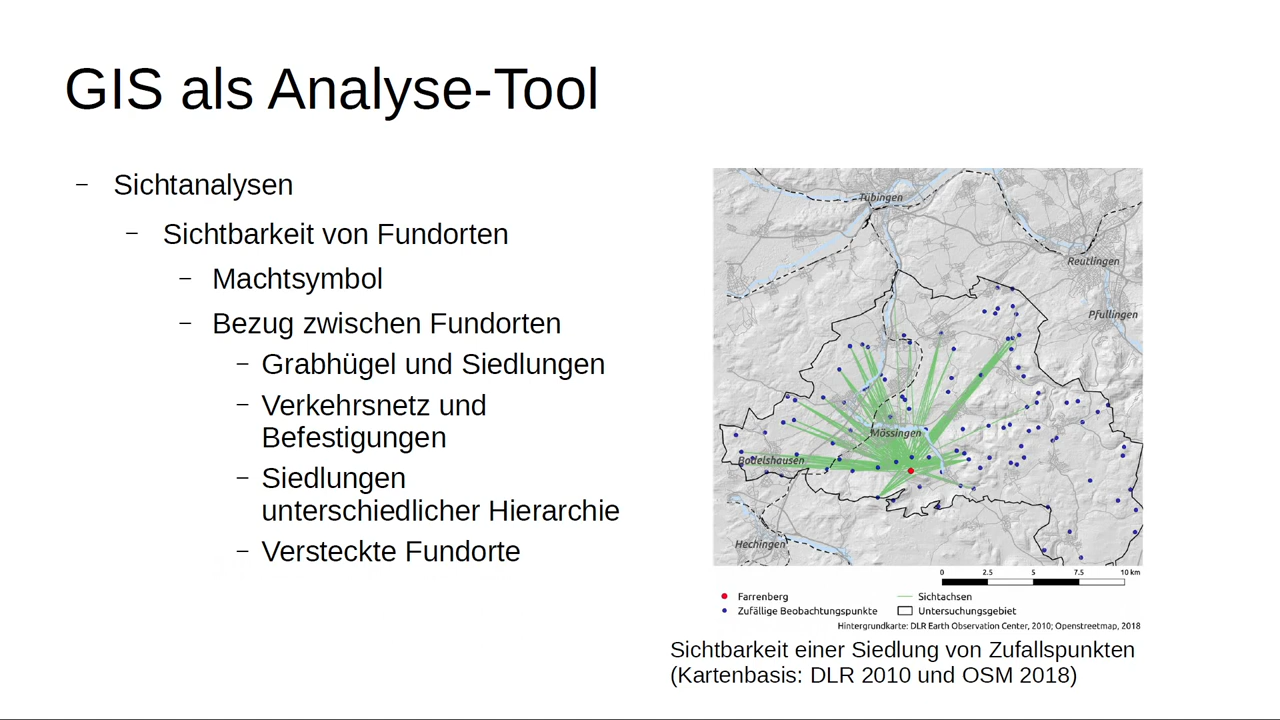 GIS als Analyse-Tool
– Sichtanalysen
– Sichtbarkeit von Fundorten
– Machtsymbol
– Bezug zwischen Fundorten
– Grabhügel und Siedlungen
– Verkehrsnetz und
Befestigungen
– Siedlungen
unterschiedlicher Hierarchie
– Versteckte Fundorte
Tübingen
Reutlingen
Pfullingen
Mössingen
Bodelshausen
Hechingen
0 2.5 5 7.5 10 km
Farrenberg
Sichtachsen
Zufällige Beobachtungspunkte
Untersuchungsgebiet
Hintergrundkarte: DLR Earth Observation Center, 2010; Openstreetmap, 2018
Sichtbarkeit einer Siedlung von Zufallspunkten
(Kartenbasis: DLR 2010 und OSM 2018)